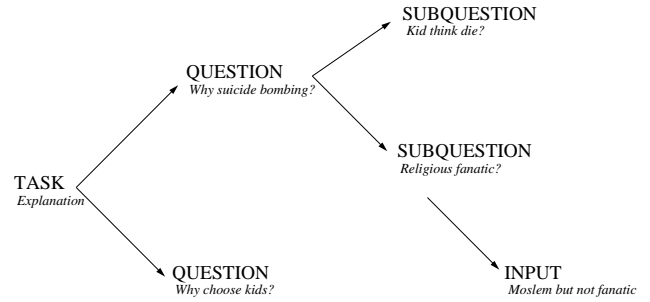 SUBQUESTION
Kid think die?
QUESTION
Why suicide bombing?
SUBQUESTION
Religious fanatic?
TASK
Explanation
QUESTION
Why choose kids?
INPUT
Moslem but not fanatic